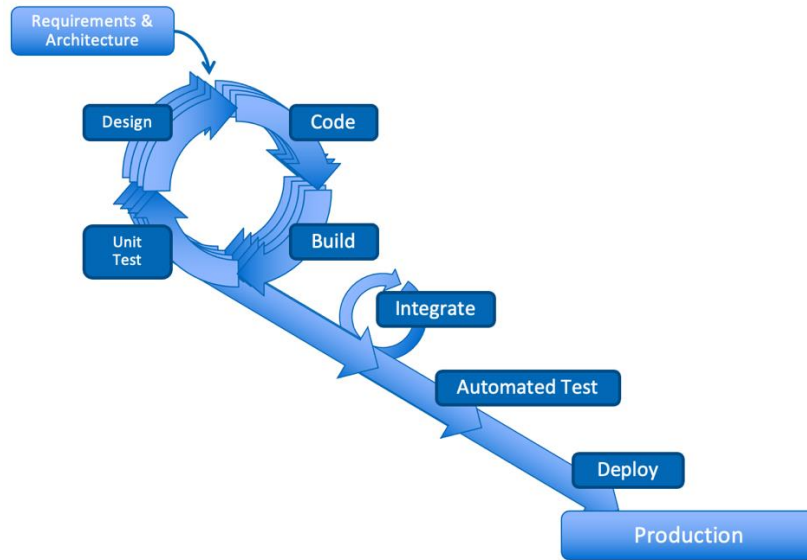 Requirements &
Architecture
Design
Code
Unit
Test
Build
Integrate
Automated Test
Deploy
Production